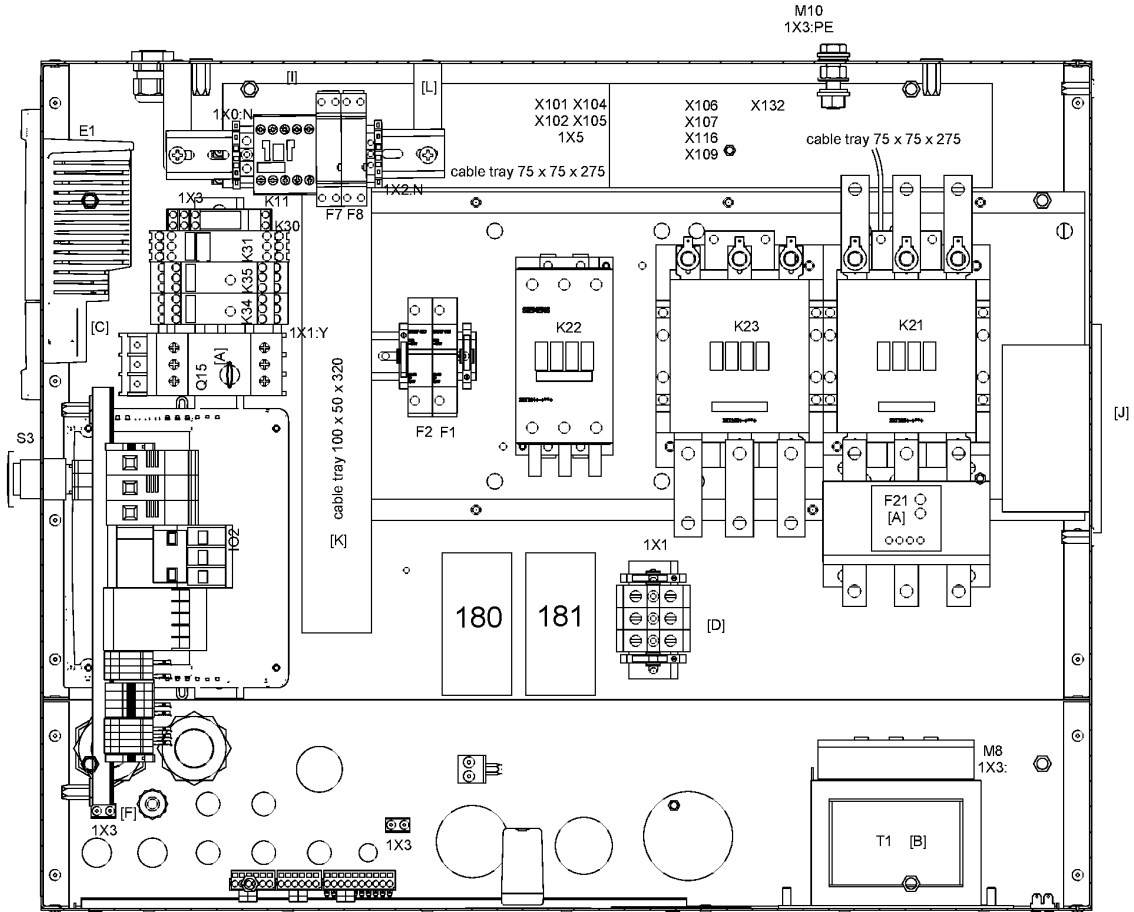 M10
1X3:PE
[I]
[L]
E1
1X0:N
X101 X104
X102 X105
1X5
X106
X107
X116
X109
X132
cable tray 75 x 75 x 275
cable tray 75 x 75 x 275
1X2:N
1X3
K11
K30
F7 F8
K31
K35
K34
[C]
1X1:Y
Q15
[A]
SIEMENS
K22
K23
K21
F2 F1
[J]
S3
cable tray 100 x 50 x 320
[K]
F21
[A]
IO2
1X1
180
181
[D]
M8
1X3:
[F]
1X3
1X3
T1 [B]